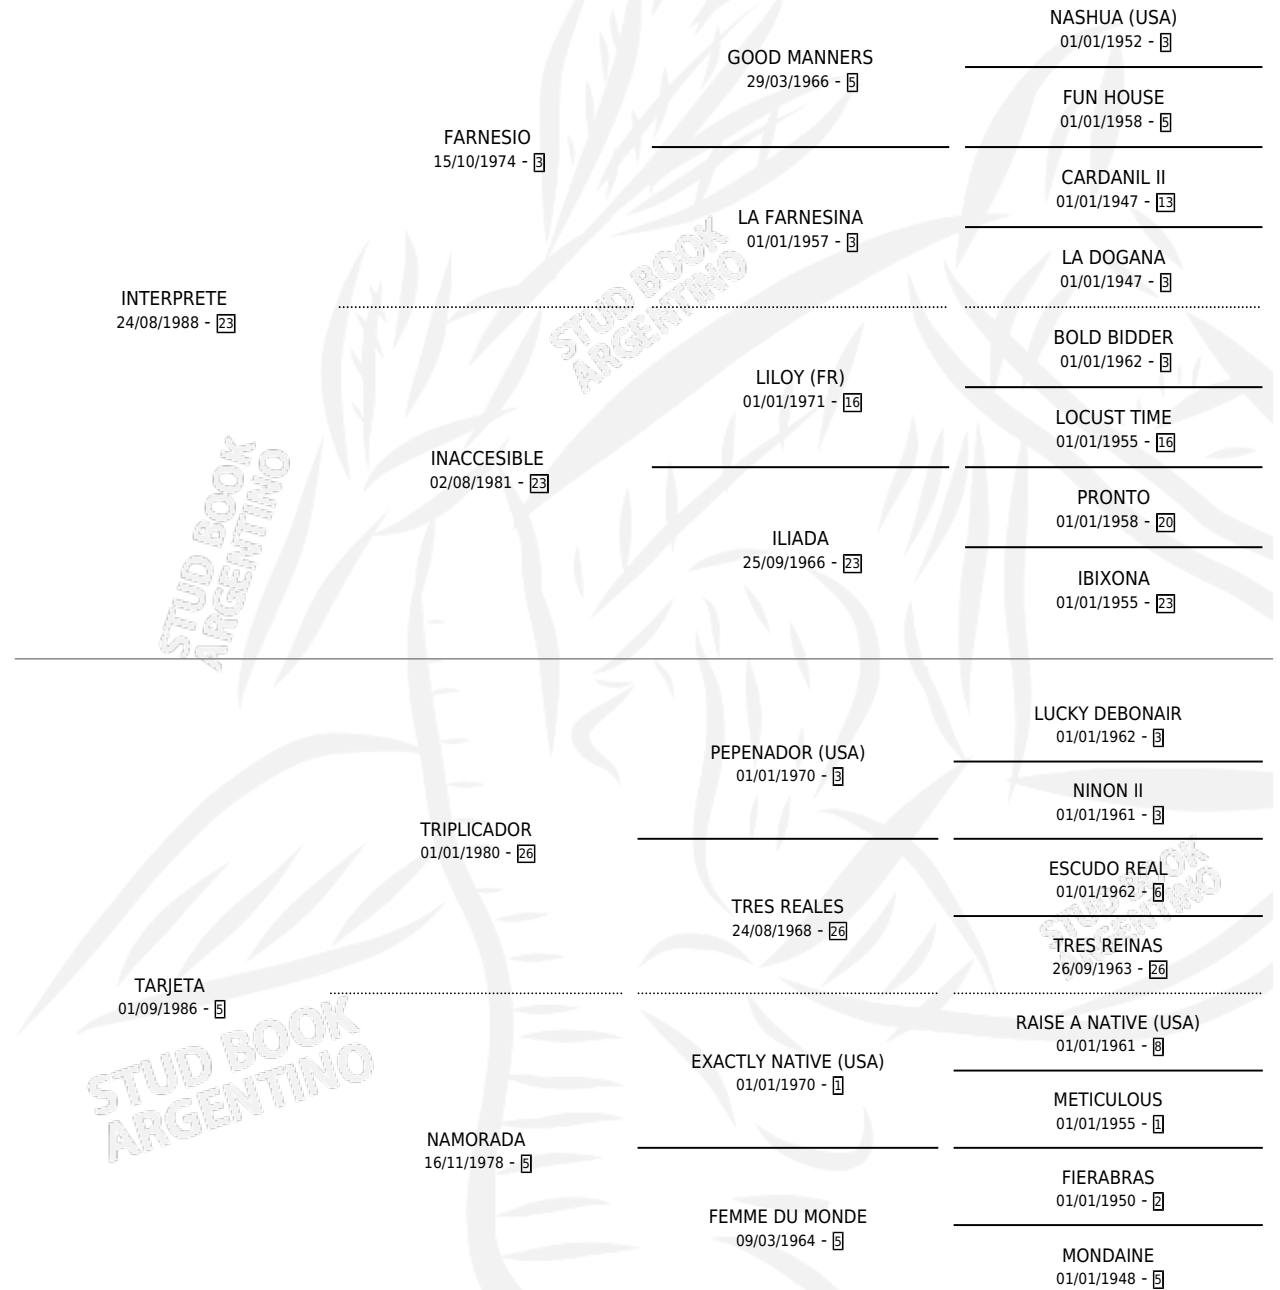 NASHUA (USA)
01/01/1952 - 3
GOOD MANNERS
29/03/1966 - 5
FUN HOUSE
01/01/1958 - 5
FARNESIO
15/10/1974 - 3
CARDANIL II
01/01/1947 - 13
LA FARNESINA
01/01/1957 - 3
LA DOGANA
01/01/1947 - 3
INTERPRETE
24/08/1988 - 23
BOLD BIDDER
01/01/1962 - 3
LILOY (FR)
01/01/1971 - 16
LOCUST TIME
01/01/1955 - 16
INACCESIBLE
02/08/1981 - 23
PRONTO
01/01/1958 - 20
ILIADA
25/09/1966 - 23
IBIXONA
01/01/1955 - 23
LUCKY DEBONAIR
01/01/1962 - 3
PEPENADOR (USA)
01/01/1970 - 3
NINON II
01/01/1961 - 3
TRIPLICADOR
01/01/1980 - 26
ESCUDO REAL
01/01/1962 - 6
TRES REALES
24/08/1968 - 26
TRES REINAS
26/09/1963 - 26
TARJETA
01/09/1986 - 5
RAISE A NATIVE (USA)
01/01/1961 - 8
EXACTLY NATIVE (USA)
01/01/1970 - 1
METICULOUS
01/01/1955 - 1
NAMORADA
16/11/1978 - 5
FIERABRAS
01/01/1950 - 2
FEMME DU MONDE
09/03/1964 - 5
MONDAINE
01/01/1948 - 5
STUD BOOK
ARGENTINO
STUD BOOK
ARGENTINO
STUD BOOK
ARGENTINO
STUD BOOK
ARGENTINO